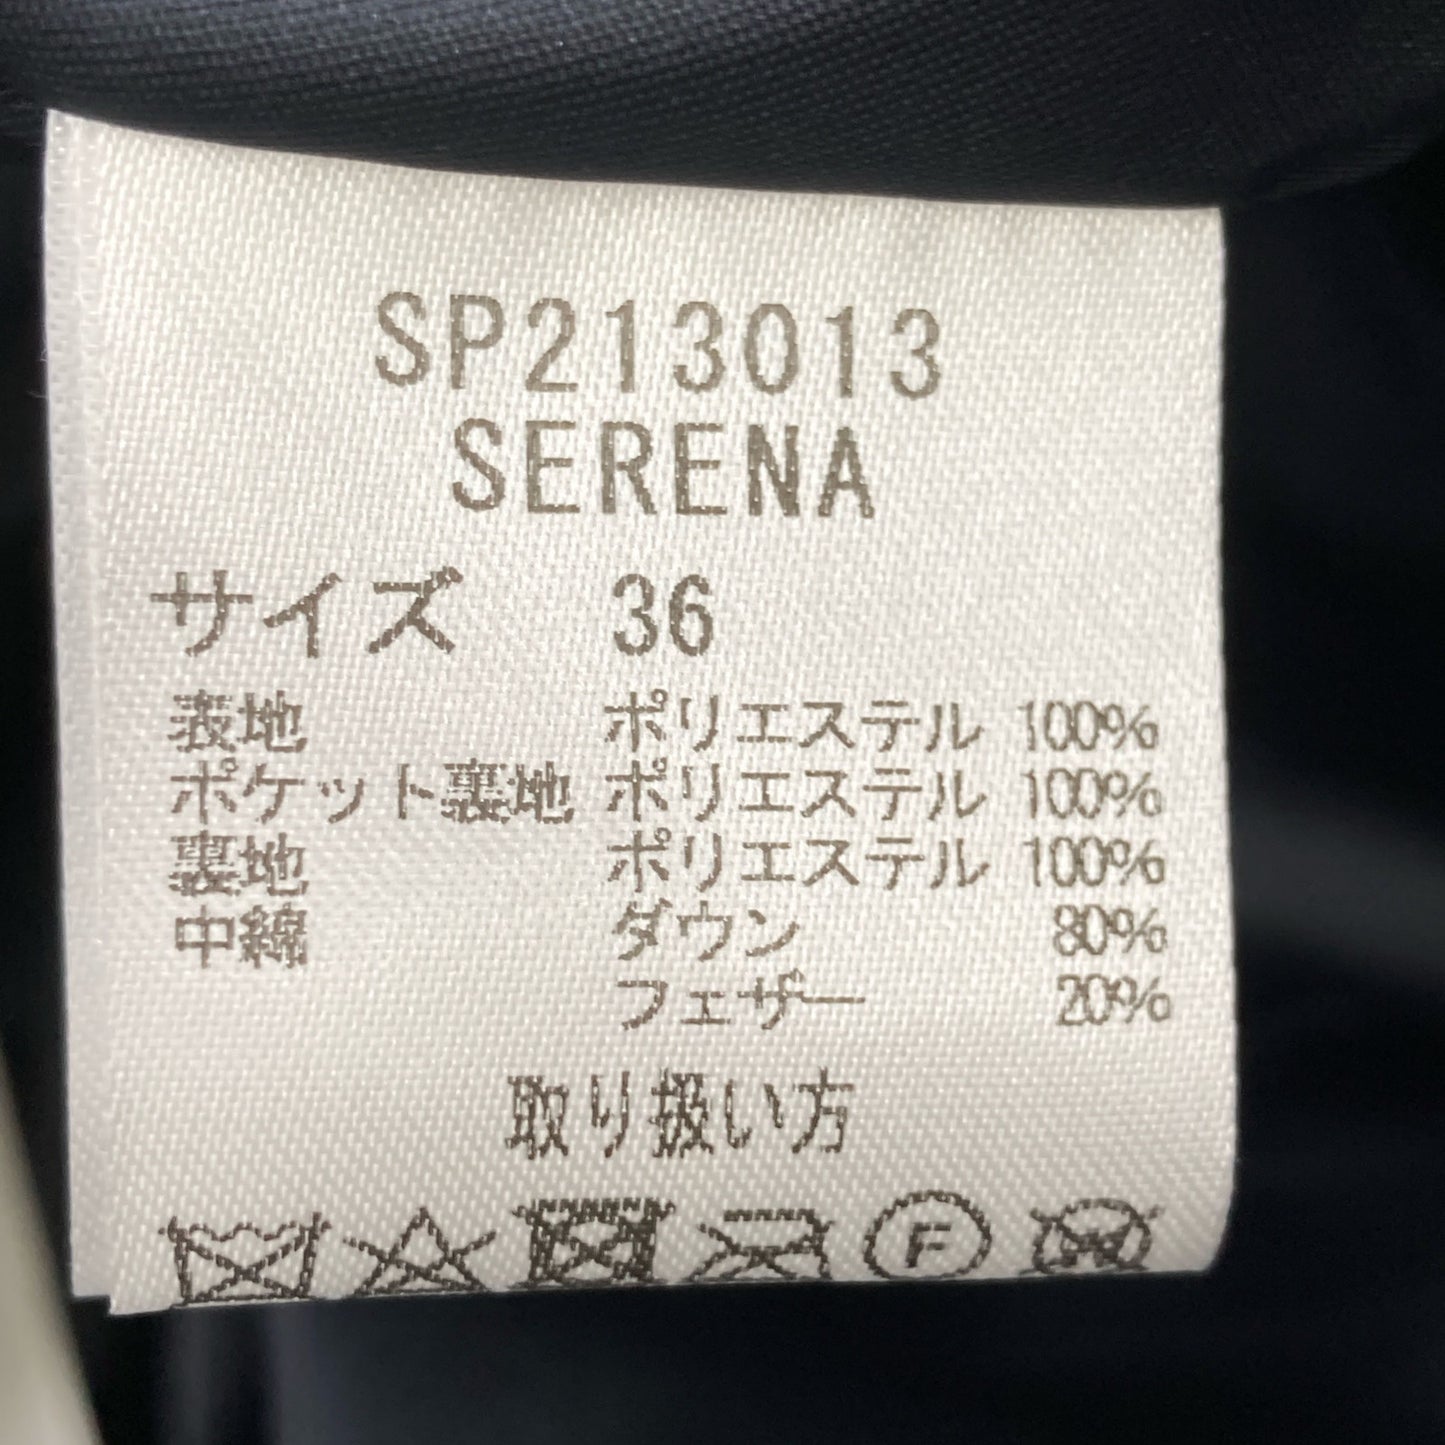 SP213013
SERENA
サイズ 36
表地 ポリエステル 100%
ポケット裏地 ポリエステル 100%
裏地 ポリエステル 100%
中綿 ダウン 80%
フェザー 20%
取り扱い方
F W